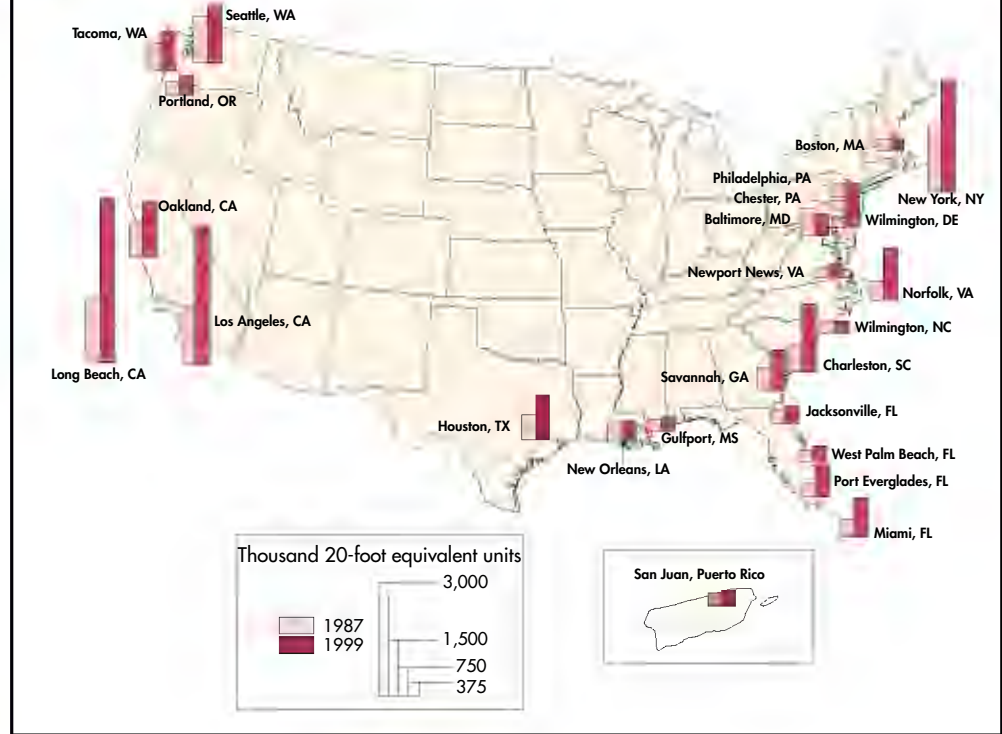 Seattle, WA
Tacoma, WA
Portland, OR
Boston, MA
Philadelphia, PA
Chester, PA
New York, NY
Oakland, CA
Baltimore, MD
Wilmington, DE
Newport News, VA
Norfolk, VA
Los Angeles, CA
Wilmington, NC
Long Beach, CA
Charleston, SC
Savannah, GA
Jacksonville, FL
Houston, TX
Gulfport, MS
West Palm Beach, FL
New Orleans, LA
Port Everglades, FL
Miami, FL
Thousand 20-foot equivalent units
3,000
1987
1999
1,500
750
375
San Juan, Puerto Rico